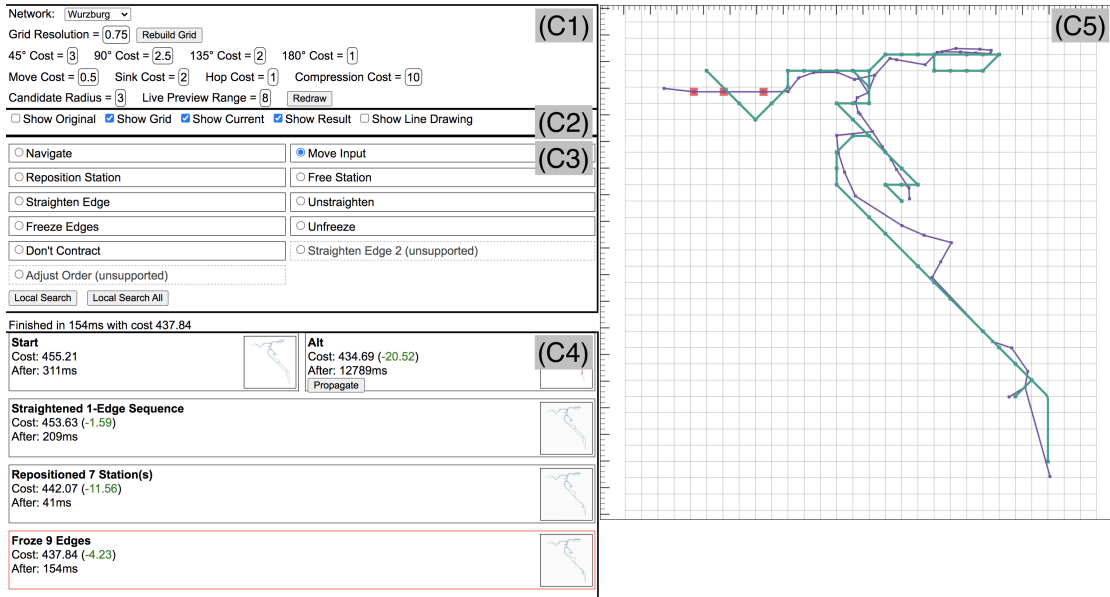 Network: Wurzburg
(C1)
(C5)
Grid Resolution = 0.75 Rebuild Grid
45° Cost = 3 90° Cost = 2.5 135° Cost = 2 180° Cost = 1
Move Cost = 0.5 Sink Cost = 2 Hop Cost = 1 Compression Cost = 10
Candidate Radius = 3 Live Preview Range = 8 Redraw
Show Original Show Grid Show Current Show Result Show Line Drawing
(C2)
Navigate Move Input
(C3)
Reposition Station Free Station
Straighten Edge Unstraighten
Freeze Edges Unfreeze
Don't Contract Straighten Edge 2 (unsupported)
Adjust Order (unsupported)
Local Search Local Search All
Finished in 154ms with cost 437.84
Start
Cost: 455.21
After: 311ms
Alt
Cost: 434.69 (-20.52)
After: 12789ms
Propagate
(C4)
Straightened 1-Edge Sequence
Cost: 453.63 (-1.59)
After: 209ms
Repositioned 7 Station(s)
Cost: 442.07 (-11.56)
After: 41ms
Froze 9 Edges
Cost: 437.84 (-4.23)
After: 154ms